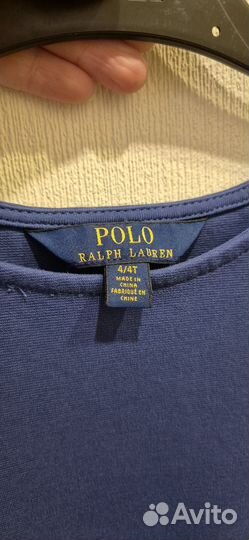 POLO
RALPH LAUREN
4/4T
MADE IN
CHINA
FABRIQUÉ EN
CHINE
Avito